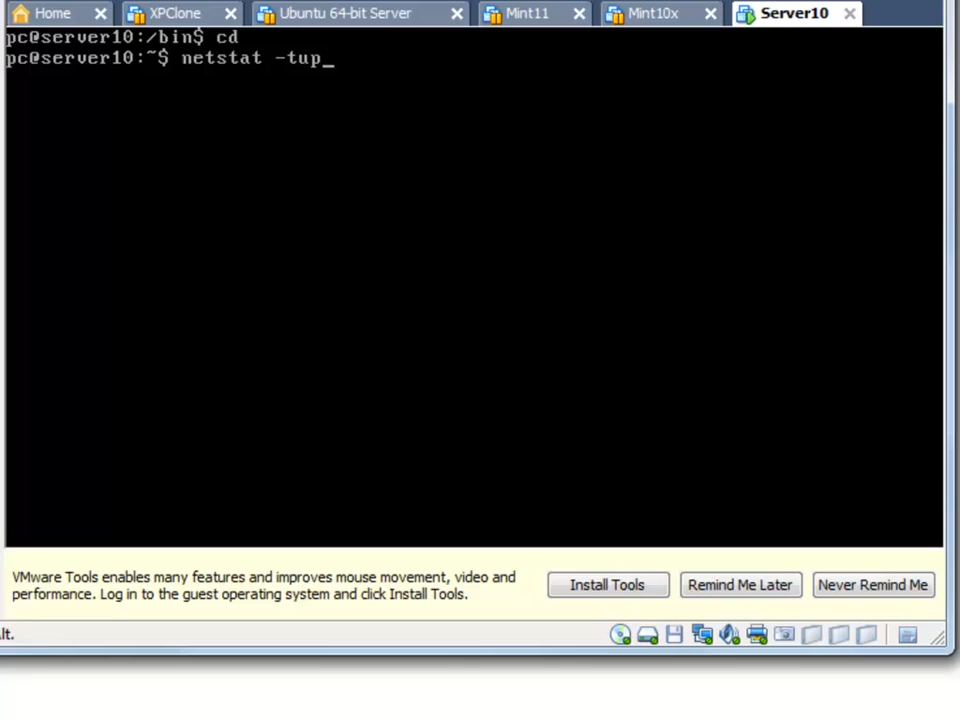 Home XPClone Ubuntu 64-bit Server Mint11 Mint10x Server10
pc@server10:/bin$ cd
pc@server10:~$ netstat -tup_
VMware Tools enables many features and improves mouse movement, video and
performance. Log in to the guest operating system and click Install Tools.
Install Tools Remind Me Later Never Remind Me
lt.